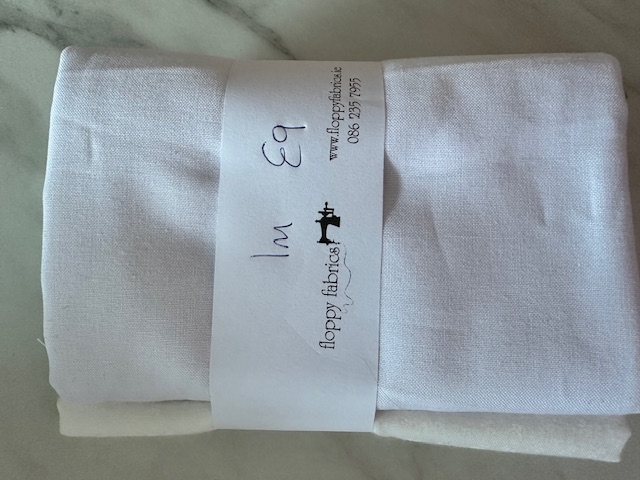 1m €9
floppy fabrics
www.floppyfabrics.ie
086 235 7955